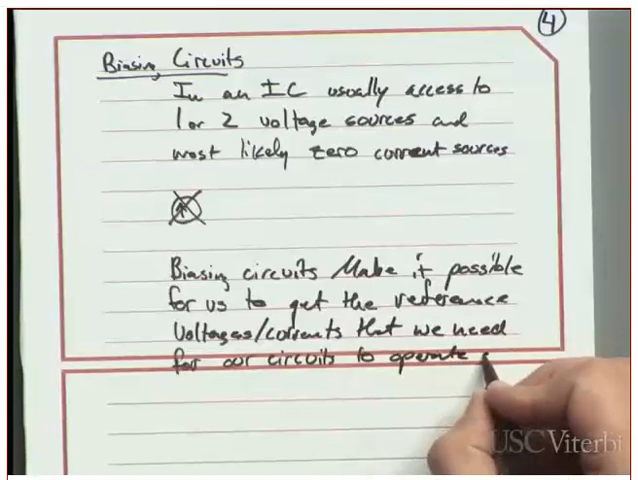 4
Biasing Circuits
In an IC usually access to
1 or 2 voltage sources and
most likely zero current sources
Biasing circuits Make it possible
for us to get the reference
Voltages/currents that we need
for our circuits to operate
USC Viterbi